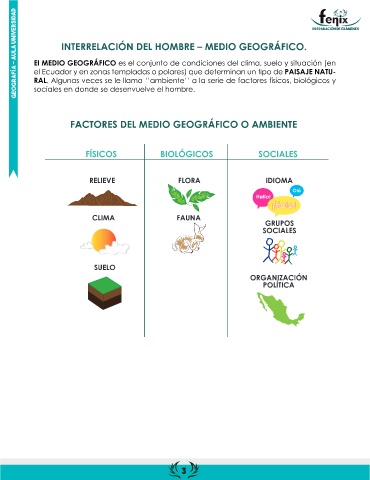 GEOGRAFÍA – AULA UNIVERSIDAD
fenix
PREPARACIÓN DE EXÁMENES
INTERRELACIÓN DEL HOMBRE – MEDIO GEOGRÁFICO.
El MEDIO GEOGRÁFICO es el conjunto de condiciones del clima, suelo y situación (en
el Ecuador y en zonas templadas o polares) que determinan un tipo de PAISAJE NATU-
RAL. Algunas veces se le llama ‘‘ambiente’’ a la serie de factores físicos, biológicos y
sociales en donde se desenvuelve el hombre.
FACTORES DEL MEDIO GEOGRÁFICO O AMBIENTE
FÍSICOS BIOLÓGICOS SOCIALES
RELIEVE FLORA IDIOMA
Olá
Hello!
CLIMA FAUNA
GRUPOS
SOCIALES
SUELO
ORGANIZACIÓN
POLÍTICA
3